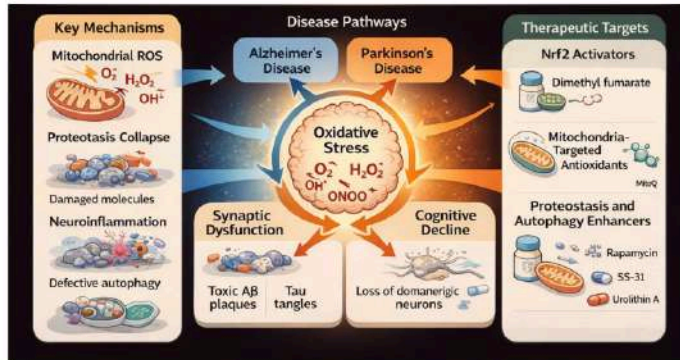 Key Mechanisms
Mitochondrial ROS
O₂⁻ H₂O₂
OH⁻
Proteotasis Collapse
Damaged molecules
Neuroinflammation
Defective autophagy
Disease Pathways
Alzheimer's
Disease
Parkinson's
Disease
Oxidative
Stress
O₂⁻ H₂O₂
OH⁻
ONOO⁻
Synaptic
Dysfunction
Toxic Aβ
plaques
Tau
tangles
Cognitive
Decline
Loss of domanerigic
neurons
Therapeutic Targets
Nrf2 Activators
Dimethyl fumarate
Mitochondria-
Targeted
Antioxidants
MitoQ
Proteostasis and
Autophagy Enhancers
Rapamycin
SS-31
Urolithin A